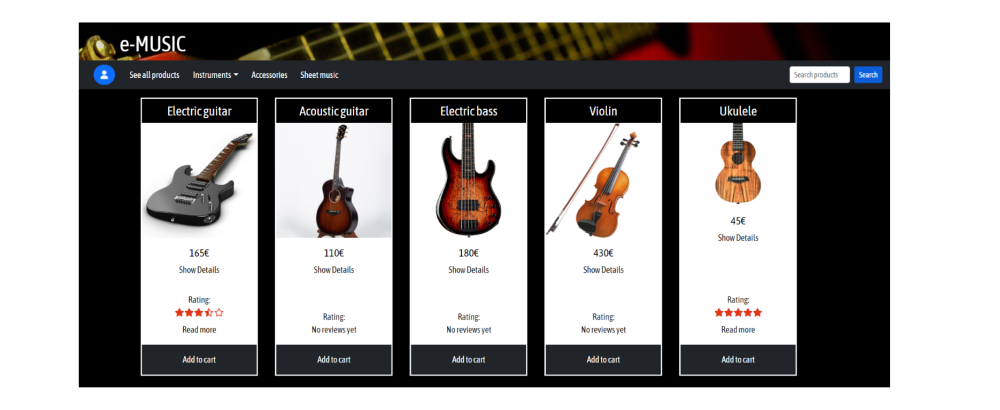 e-MUSIC
See all products Instruments Accessories Sheet music Search products Search
Electric guitar
165€
Show Details
Rating:
Read more
Add to cart
Acoustic guitar
110€
Show Details
Rating:
No reviews yet
Add to cart
Electric bass
180€
Show Details
Rating:
No reviews yet
Add to cart
Violin
430€
Show Details
Rating:
No reviews yet
Add to cart
Ukulele
45€
Show Details
Rating:
Read more
Add to cart